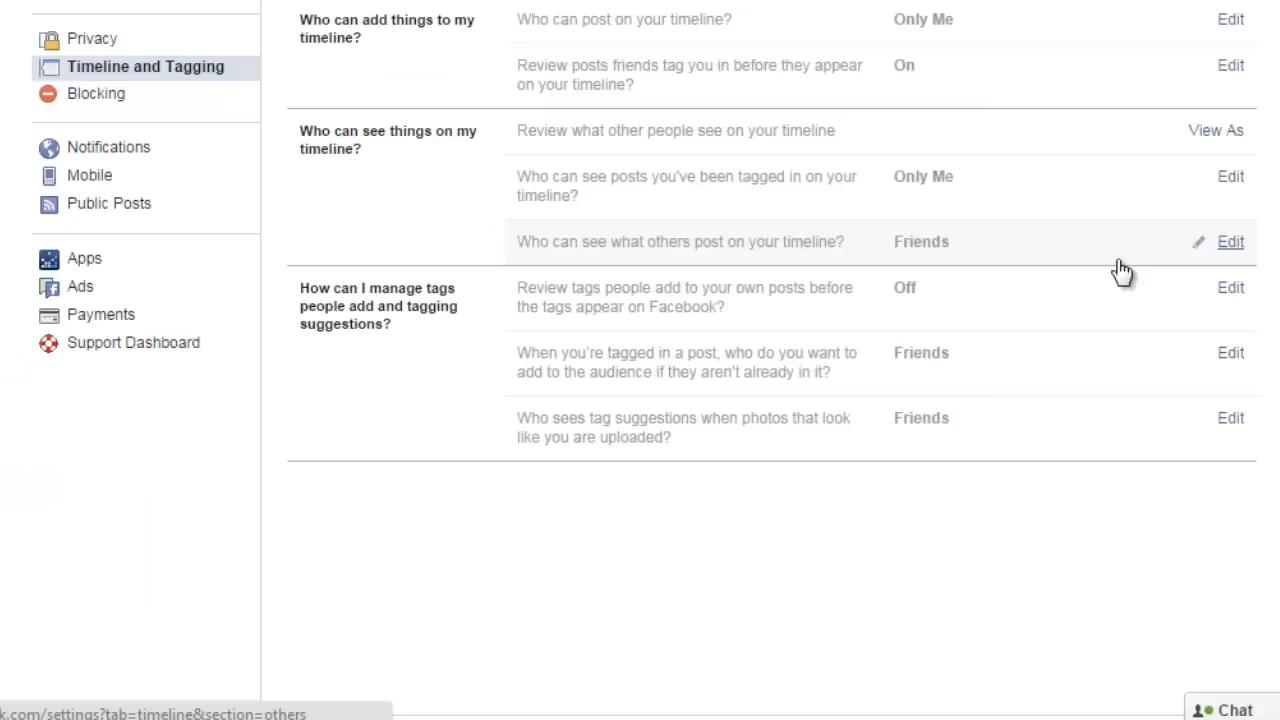 Privacy
Timeline and Tagging
Blocking
Notifications
Mobile
Public Posts
Apps
Ads
Payments
Support Dashboard
Who can add things to my
timeline?
Who can post on your timeline? Only Me Edit
Review posts friends tag you in before they appear
on your timeline?
On Edit
Who can see things on my
timeline?
Review what other people see on your timeline View As
Who can see posts you've been tagged in on your
timeline?
Only Me Edit
Who can see what others post on your timeline? Friends Edit
How can I manage tags
people add and tagging
suggestions?
Review tags people add to your own posts before
the tags appear on Facebook?
Off Edit
When you're tagged in a post, who do you want to
add to the audience if they aren't already in it?
Friends Edit
Who sees tag suggestions when photos that look
like you are uploaded?
Friends Edit
k.com/settings?tab=timeline&section=others
Chat